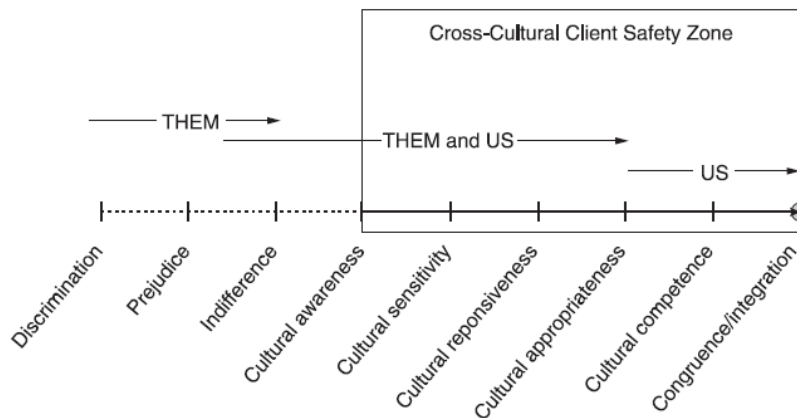 Cross-Cultural Client Safety Zone
THEM
THEM and US
US
Discrimination
Prejudice
Indifference
Cultural awareness
Cultural sensitivity
Cultural reponsiveness
Cultural appropriateness
Cultural competence
Congruence/integration